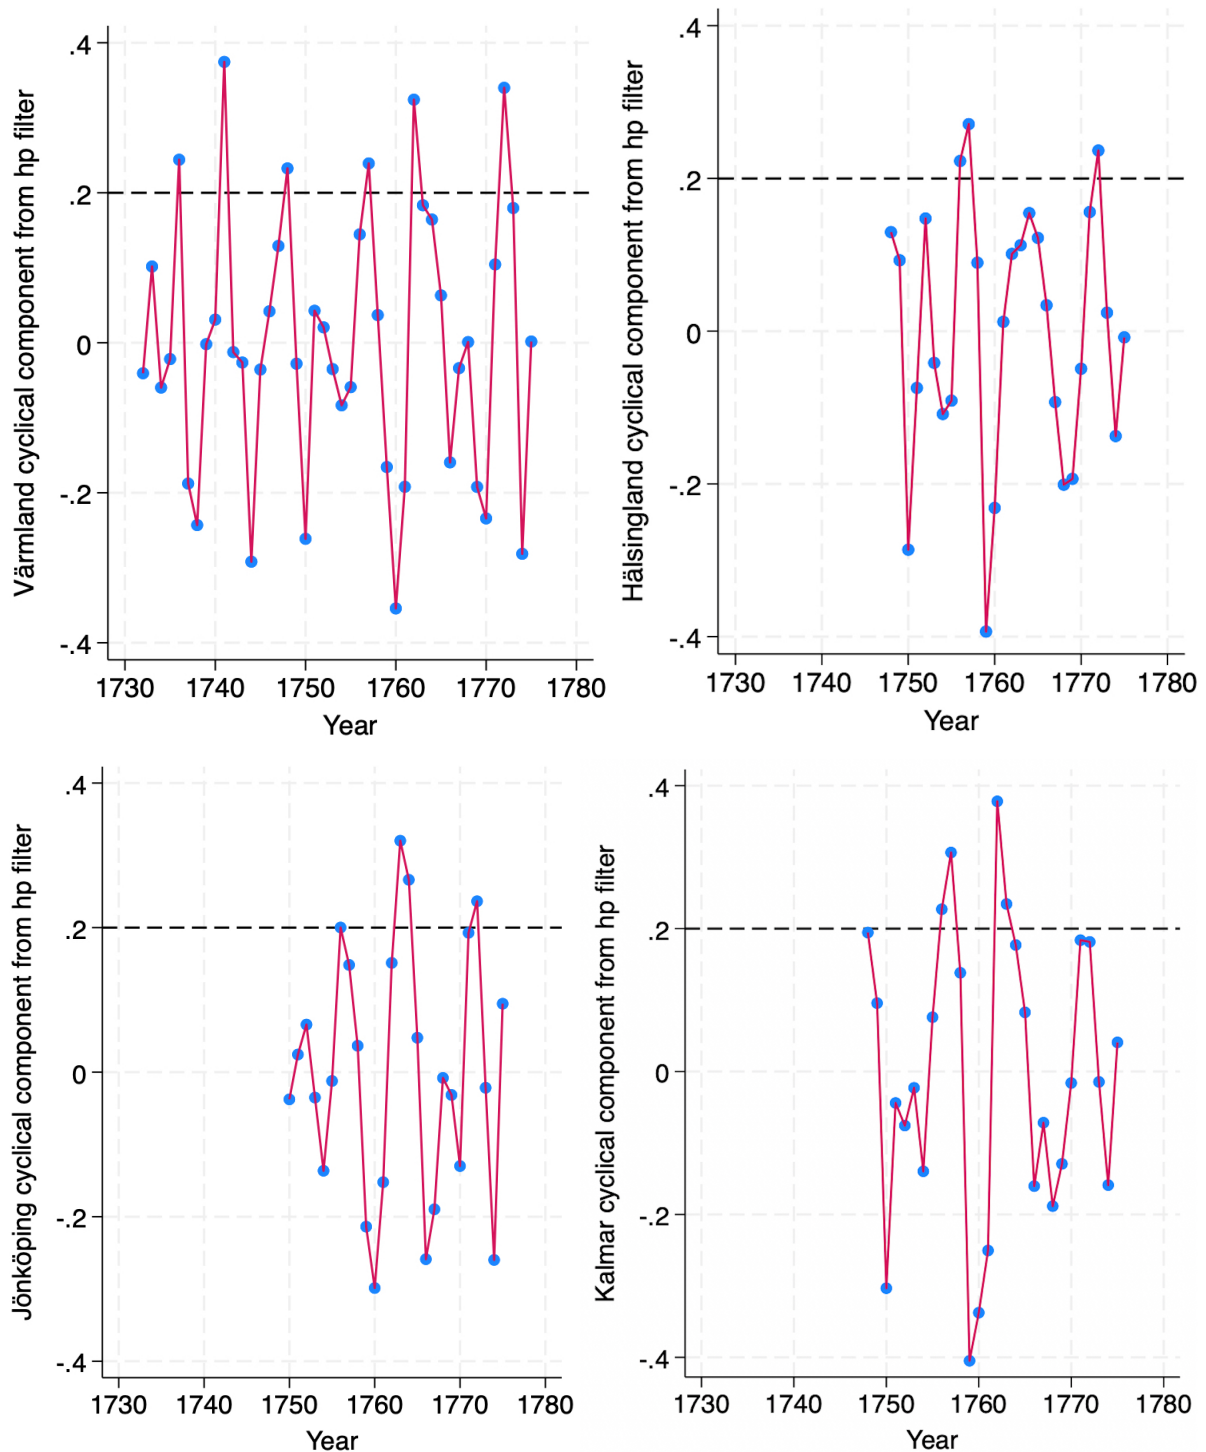 Värmland cyclical component from hp filter
.4
.2
0
-.2
-.4
1730 1740 1750 1760 1770 1780
Year
Hälsingland cyclical component from hp filter
.4
.2
0
-.2
-.4
1730 1740 1750 1760 1770 1780
Year
Jönköping cyclical component from hp filter
.4
.2
0
-.2
-.4
1730 1740 1750 1760 1770 1780
Year
Kalmar cyclical component from hp filter
.4
.2
0
-.2
-.4
1730 1740 1750 1760 1770 1780
Year